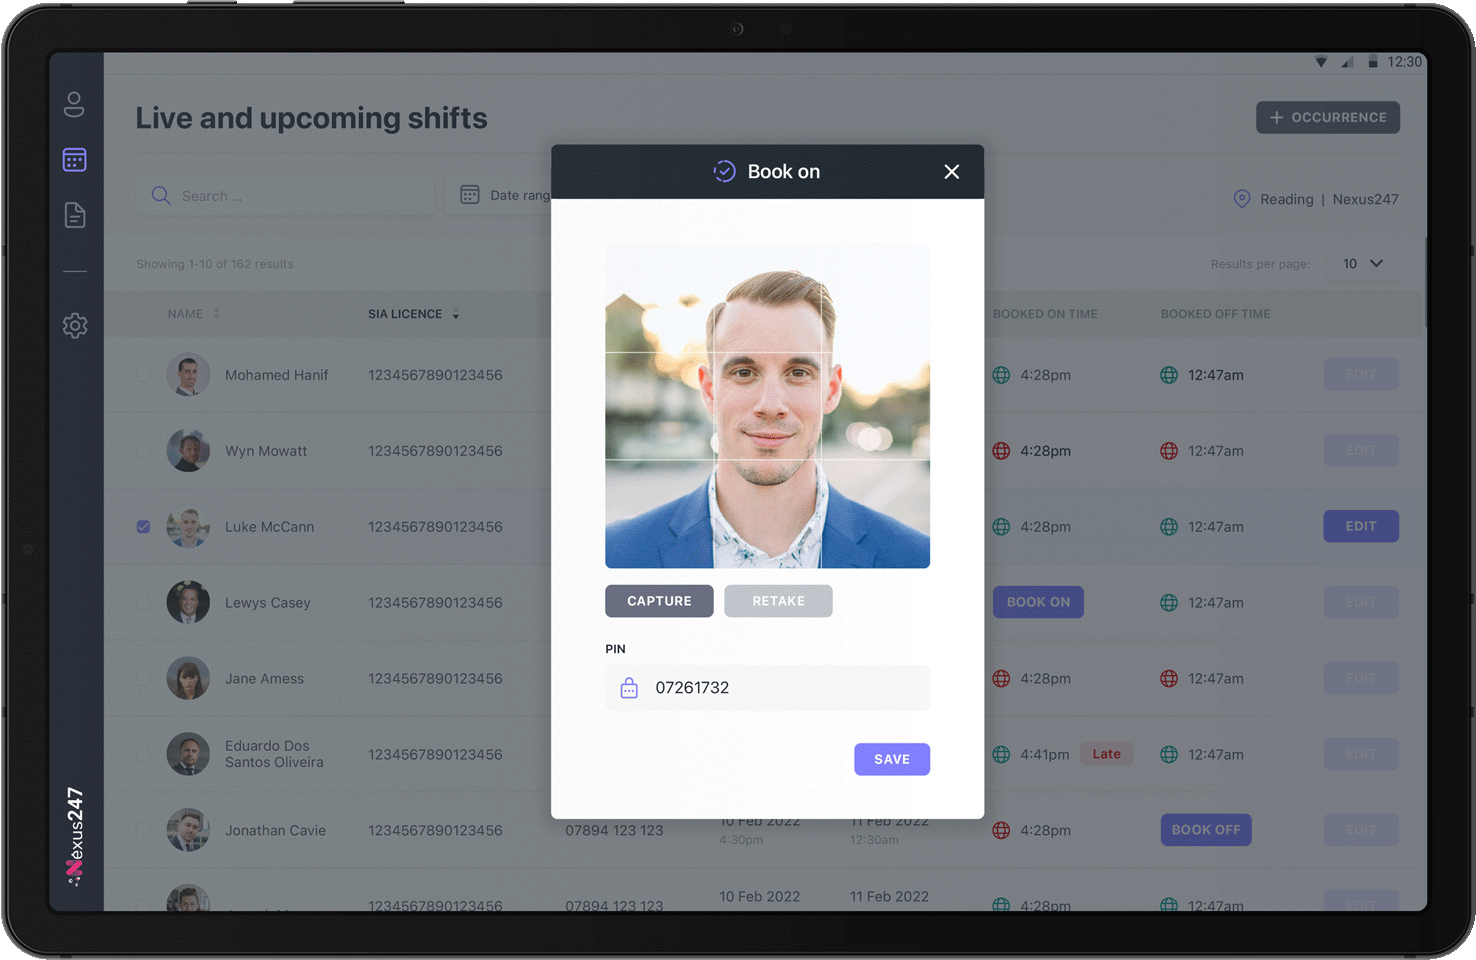 12:30
Live and upcoming shifts
+ OCCURRENCE
Book on
Search ...
Date rang
Reading | Nexus247
Showing 1-10 of 162 results
Results per page: 10
NAME SIA LICENCE BOOKED ON TIME BOOKED OFF TIME
Mohamed Hanif 1234567890123456 4:28pm 12:47am EDIT
Wyn Mowatt 1234567890123456 4:28pm 12:47am EDIT
Luke McCann 1234567890123456 4:28pm 12:47am EDIT
Lewys Casey 1234567890123456 BOOK ON 12:47am EDIT
CAPTURE RETAKE
PIN
07261732
Jane Amess 1234567890123456 4:28pm 12:47am EDIT
Eduardo Dos
Santos Oliveira 1234567890123456 4:41pm Late 12:47am EDIT
SAVE
Jonathan Cavie 1234567890123456 07894 123 123 10 Feb 2022 11 Feb 2022 4:28pm BOOK OFF EDIT
4:30pm 12:30am
1234567890123456 07894 123 123 10 Feb 2022 11 Feb 2022 4:28pm 12:47am EDIT
Nexus247